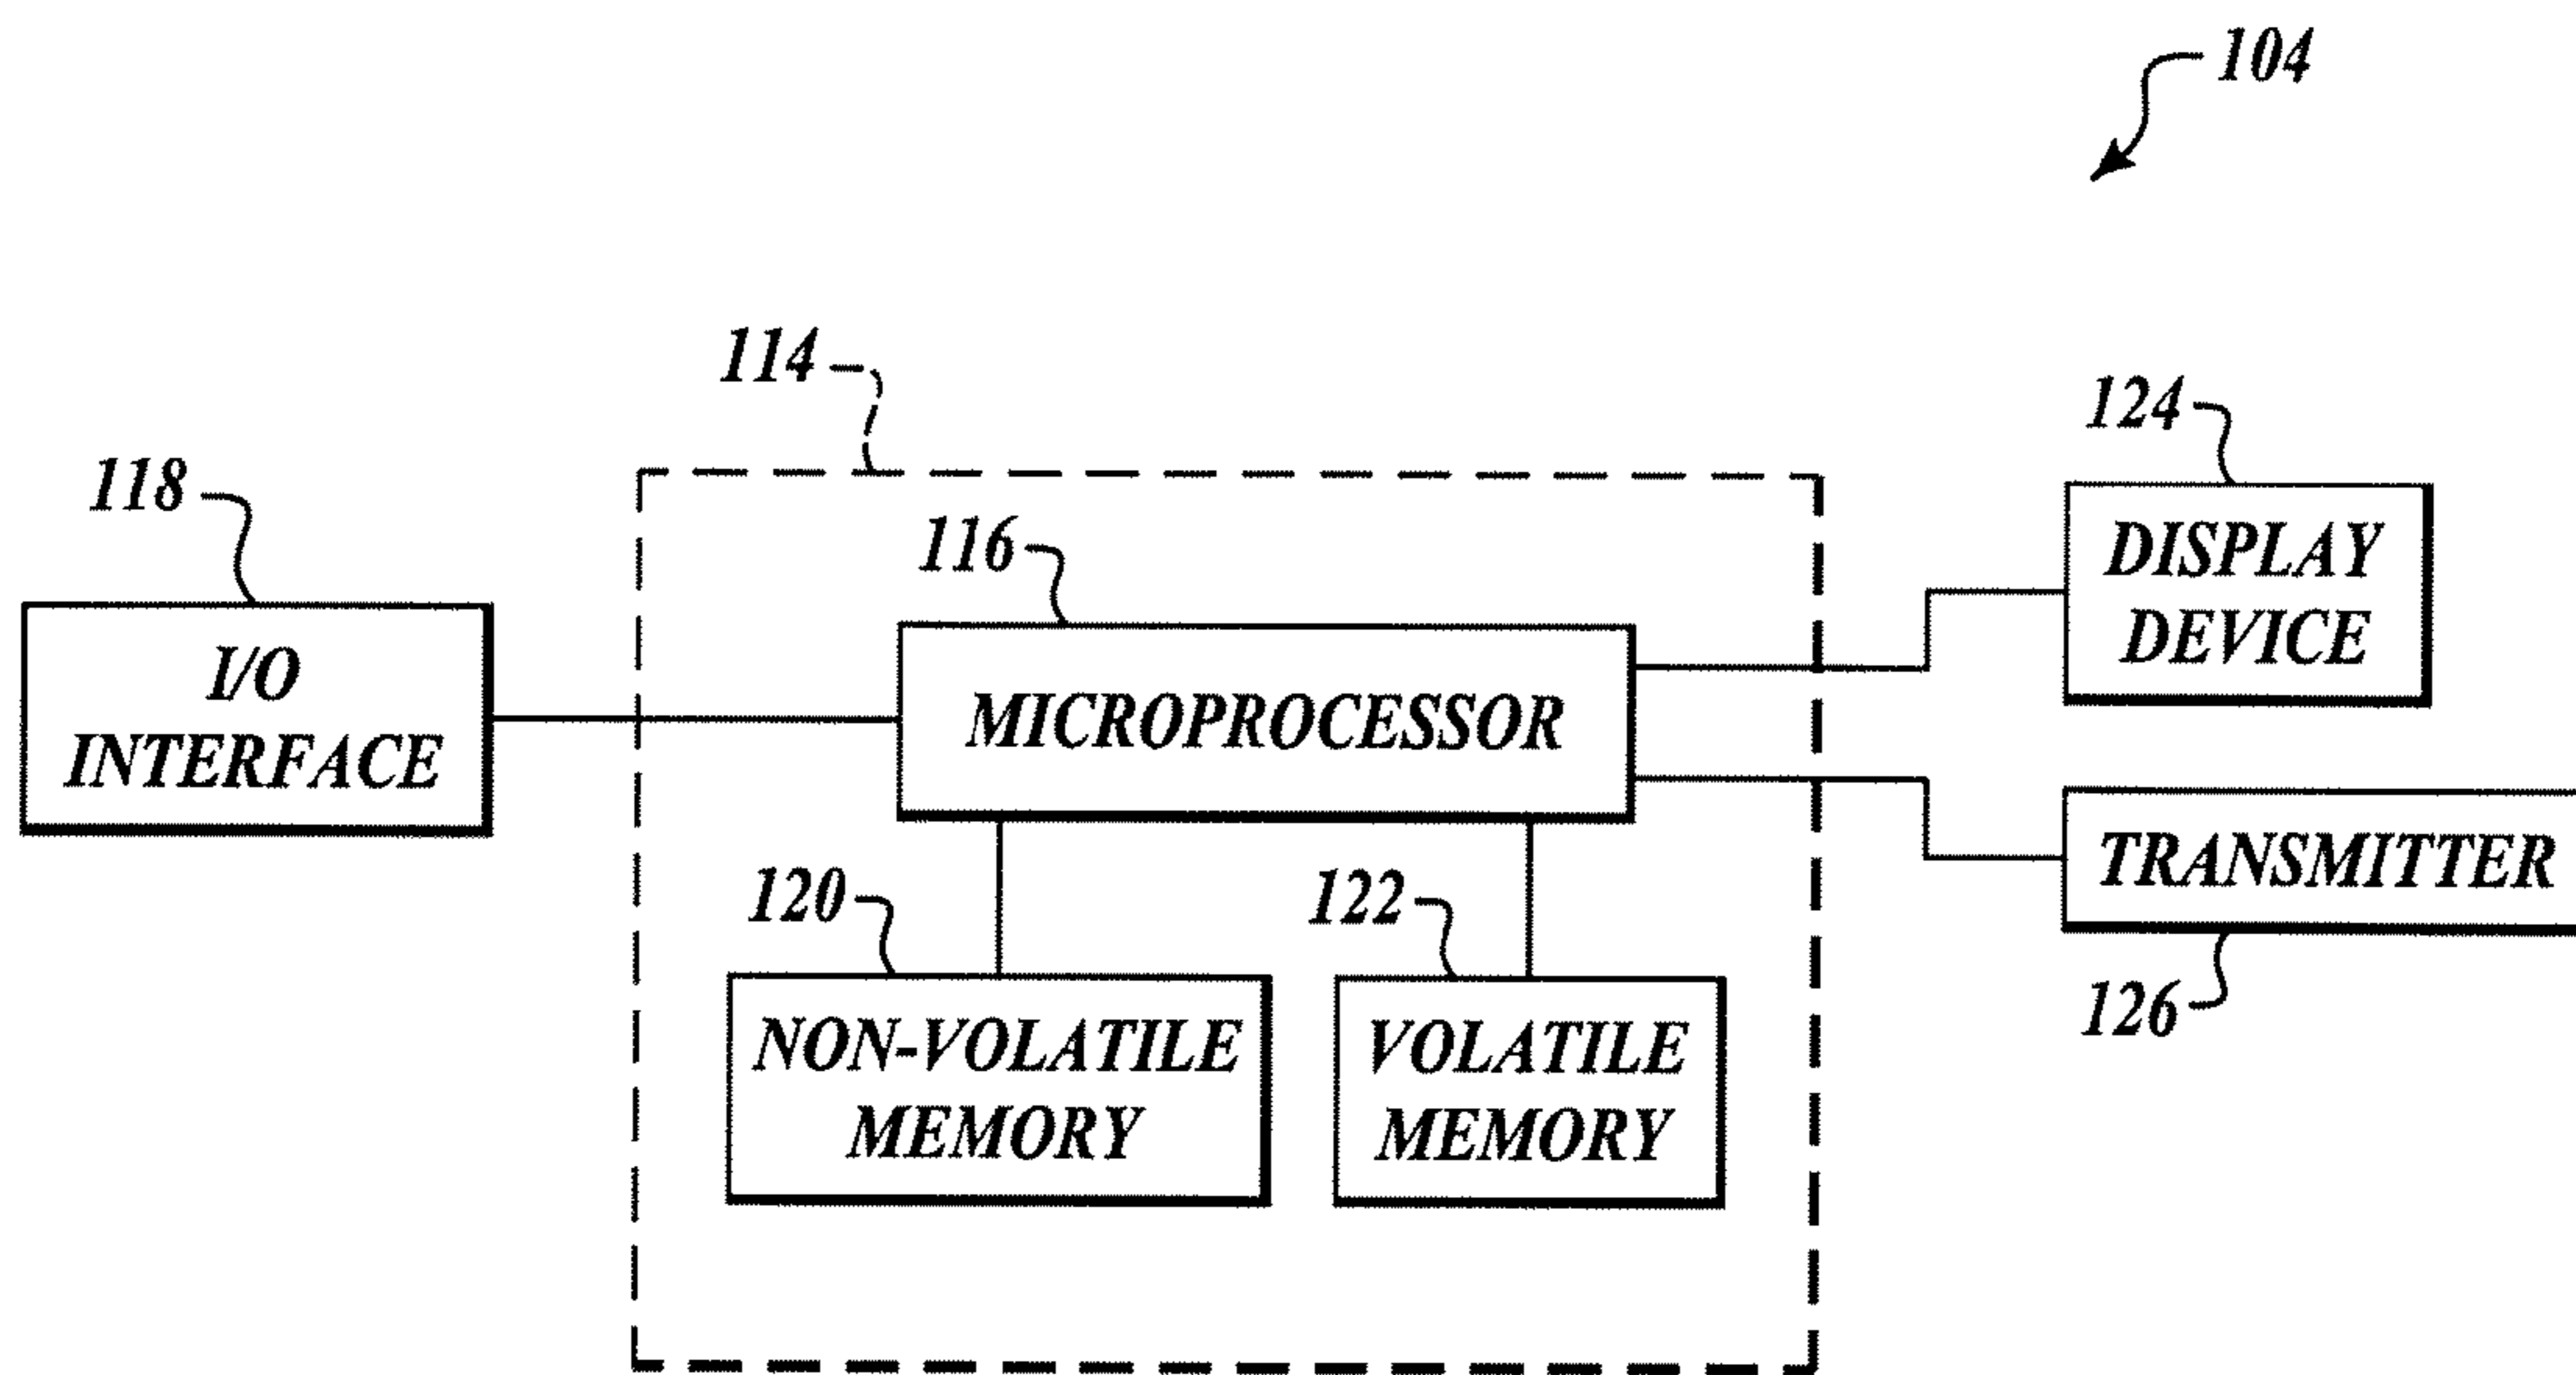 104
114
124
118
116
DISPLAY
DEVICE
I/O
INTERFACE
MICROPROCESSOR
TRANSMITTER
120
122
126
NON-VOLATILE
MEMORY
VOLATILE
MEMORY